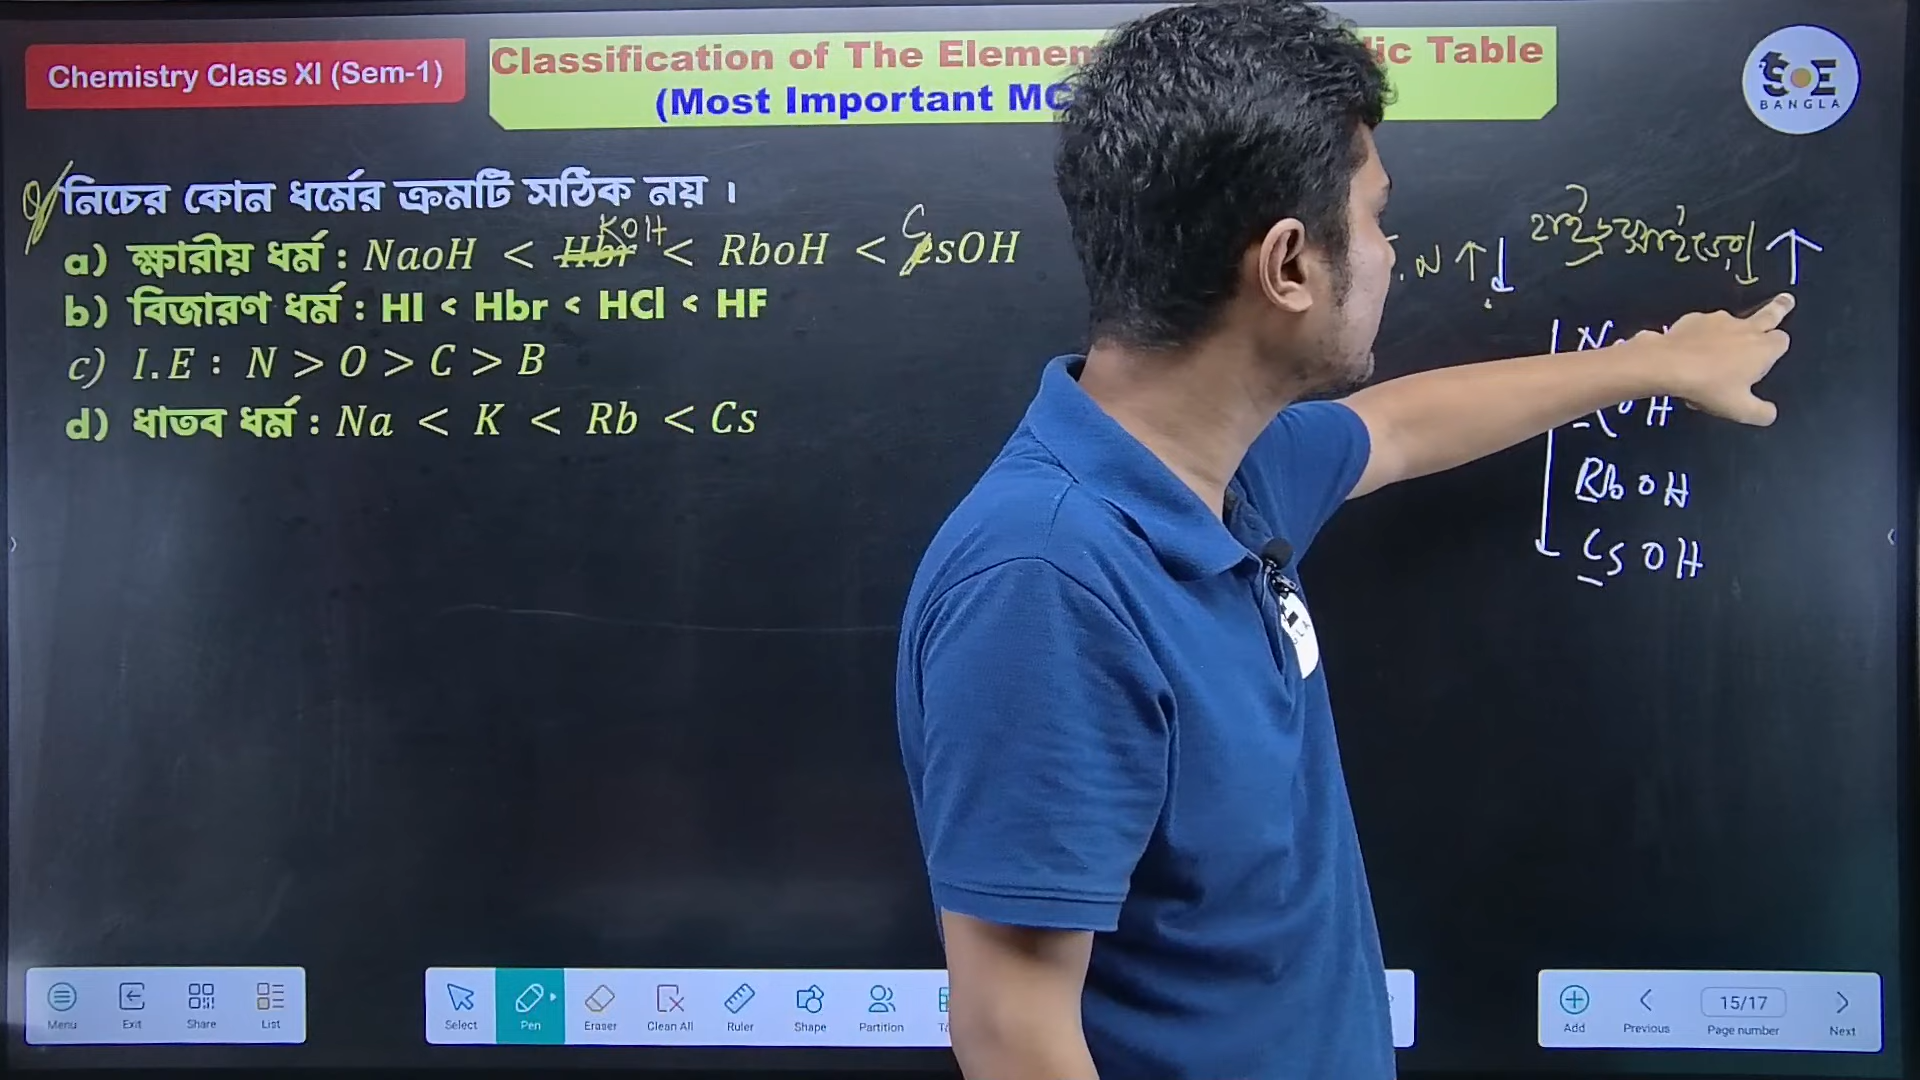 Chemistry Class XI (Sem-1)
Classification of The Elemen ic Table
(Most Important MC
SOE
BANGLA
নিচের কোন ধর্মের ক্রমটি সঠিক নয় ।
KOH
a) ক্ষারীয় ধর্ম : NaoH < Hbr < RboH < CsOH
b) বিজারণ ধর্ম : HI < Hbr < HCl < HF
c) I.E : N > O > C > B
d) ধাতব ধর্ম : Na < K < Rb < Cs
. N ↑ ↓
↑
RbOH
CsOH
Menu
Exit
Share
List
Select
Pen
Eraser
Clean All
Ruler
Shape
Partition
Add
Previous
15/17
Page number
Next